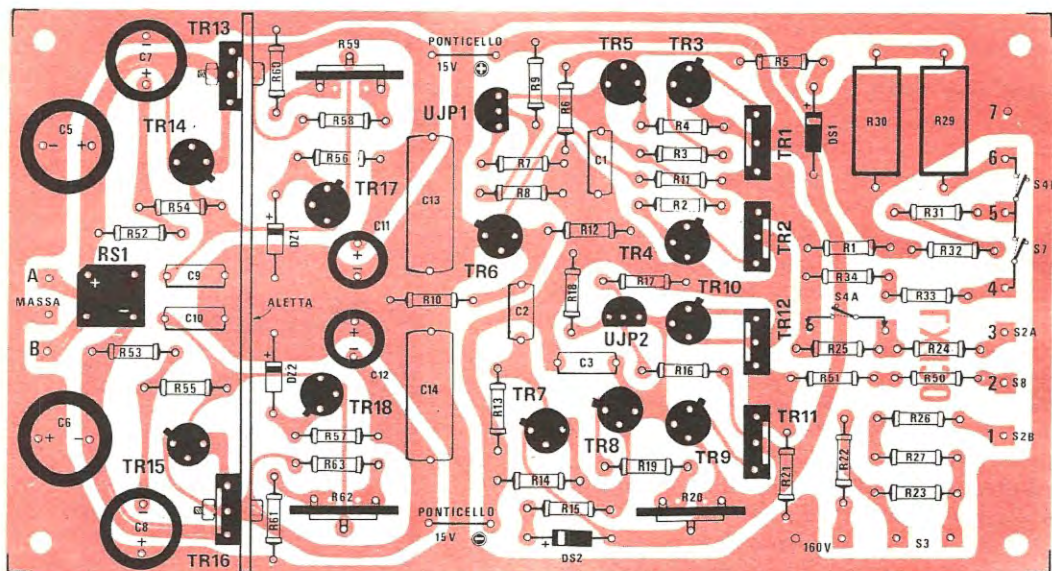 TR13
R59
PONTICELLO
15V
TR5
TR3
R5
C7
R60
R9
R6
UJP1
R58
R4
TR1
DS1
R30
R29
7
C5
TR14
R56
R7
C1
R3
6
S4B
TR17
R8
R11
R54
C13
R2
R31
5
R52
DZ1
C11
R12
TR2
RS1
TR6
TR4
R1
R32
S7
A
C9
R17
TR10
R34
MASSA
ALETTA
R10
R18
S4A
R33
4
C10
C2
TR12
3
S2A
B
R53
C12
UJP2
R25
R24
C3
R55
DZ2
C14
R16
R51
R50
2
S8
C6
TR18
R13
TR7
TR8
TR11
R26
1
S2B
TR15
R57
TR9
R63
R19
R21
R22
R27
R14
R23
R62
R20
C8
R61
PONTICELLO
R15
15V
DS2
160V
S3
TR16